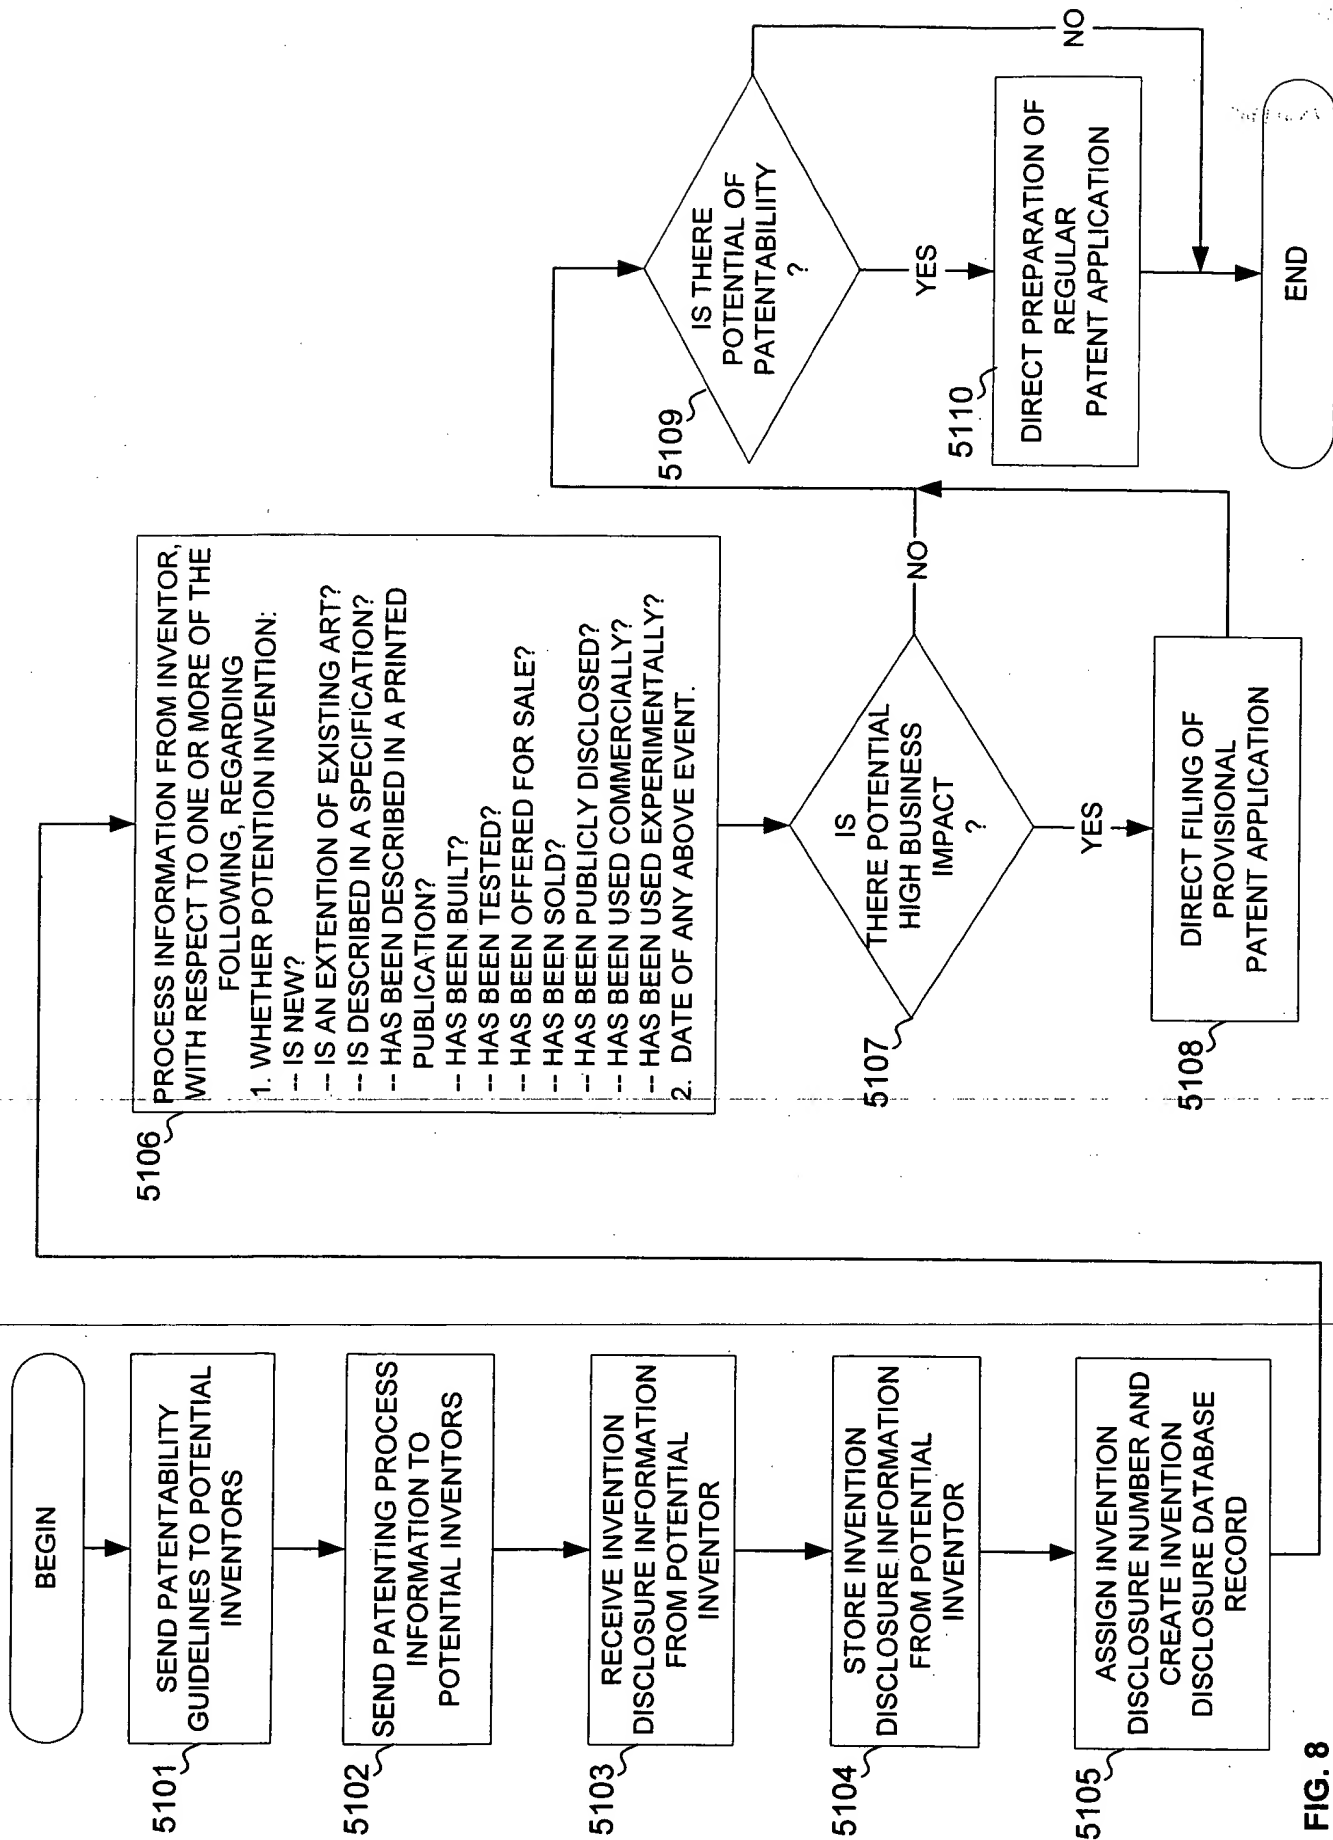 BEGIN
5101
SEND PATENTABILITY
GUIDELINES TO POTENTIAL
INVENTORS
5102
SEND PATENTING PROCESS
INFORMATION TO
POTENTIAL INVENTORS
5103
RECEIVE INVENTION
DISCLOSURE INFORMATION
FROM POTENTIAL
INVENTOR
5104
STORE INVENTION
DISCLOSURE INFORMATION
FROM POTENTIAL
INVENTOR
5105
ASSIGN INVENTION
DISCLOSURE NUMBER AND
CREATE INVENTION
DISCLOSURE DATABASE
RECORD
5106
PROCESS INFORMATION FROM INVENTOR,
WITH RESPECT TO ONE OR MORE OF THE
FOLLOWING, REGARDING
1. WHETHER POTENTION INVENTION:
-- IS NEW?
-- IS AN EXTENTION OF EXISTING ART?
-- IS DESCRIBED IN A SPECIFICATION?
-- HAS BEEN DESCRIBED IN A PRINTED
PUBLICATION?
-- HAS BEEN BUILT?
-- HAS BEEN TESTED?
-- HAS BEEN OFFERED FOR SALE?
-- HAS BEEN SOLD?
-- HAS BEEN PUBLICLY DISCLOSED?
-- HAS BEEN USED COMMERCIALLY?
-- HAS BEEN USED EXPERIMENTALLY?
2. DATE OF ANY ABOVE EVENT.
5107
IS
THERE POTENTIAL
HIGH BUSINESS
IMPACT
?
NO
YES
5108
DIRECT FILING OF
PROVISIONAL
PATENT APPLICATION
5109
IS THERE
POTENTIAL OF
PATENTABILIITY
?
NO
YES
5110
DIRECT PREPARATION OF
REGULAR
PATENT APPLICATION
END
FIG. 8